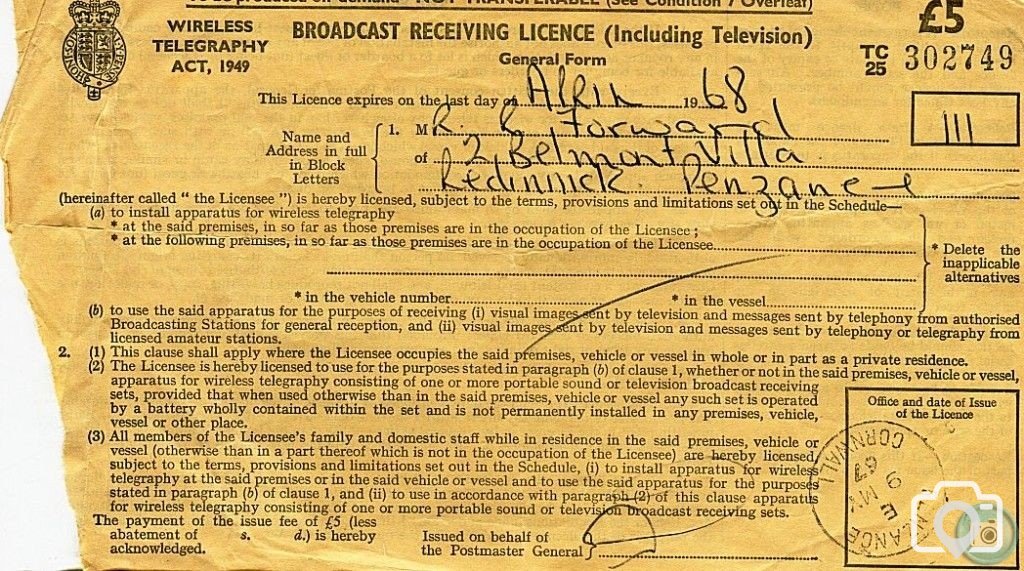 To be produced on demand NOT TRANSFERABLE (See Condition 7 Overleaf)
WIRELESS TELEGRAPHY ACT, 1949
BROADCAST RECEIVING LICENCE (Including Television)
General Form
£5
TC 25 302749
This Licence expires on the last day of April 1968
III
Name and Address in full in Block Letters
1. M R. R. Forward
of 2, Belmont Villa
Redinnick Penzance
(hereinafter called " the Licensee ") is hereby licensed, subject to the terms, provisions and limitations set out in the Schedule—
(a) to install apparatus for wireless telegraphy
* at the said premises, in so far as those premises are in the occupation of the Licensee ;
* at the following premises, in so far as those premises are in the occupation of the Licensee
* Delete the inapplicable alternatives
* in the vehicle number * in the vessel
(b) to use the said apparatus for the purposes of receiving (i) visual images sent by television and messages sent by telephony from authorised
Broadcasting Stations for general reception, and (ii) visual images sent by television and messages sent by telephony or telegraphy from
licensed amateur stations.
2. (1) This clause shall apply where the Licensee occupies the said premises, vehicle or vessel in whole or in part as a private residence.
(2) The Licensee is hereby licensed to use for the purposes stated in paragraph (b) of clause 1, whether or not in the said premises, vehicle or vessel,
apparatus for wireless telegraphy consisting of one or more portable sound or television broadcast receiving
sets, provided that when used otherwise than in the said premises, vehicle or vessel any such set is operated
by a battery wholly contained within the set and is not permanently installed in any premises, vehicle,
vessel or other place.
(3) All members of the Licensee's family and domestic staff while in residence in the said premises, vehicle or
vessel (otherwise than in a part thereof which is not in the occupation of the Licensee) are hereby licensed,
subject to the terms, provisions and limitations set out in the Schedule, (i) to install apparatus for wireless
telegraphy at the said premises or in the said vehicle or vessel and to use the said apparatus for the purposes
stated in paragraph (b) of clause 1, and (ii) to use in accordance with paragraph (2) of this clause apparatus
for wireless telegraphy consisting of one or more portable sound or television broadcast receiving sets.
The payment of the issue fee of £5 (less
abatement of s. d.) is hereby
acknowledged.
Issued on behalf of
the Postmaster General
Office and date of Issue
of the Licence
CORNWALL
E
9 MY
67